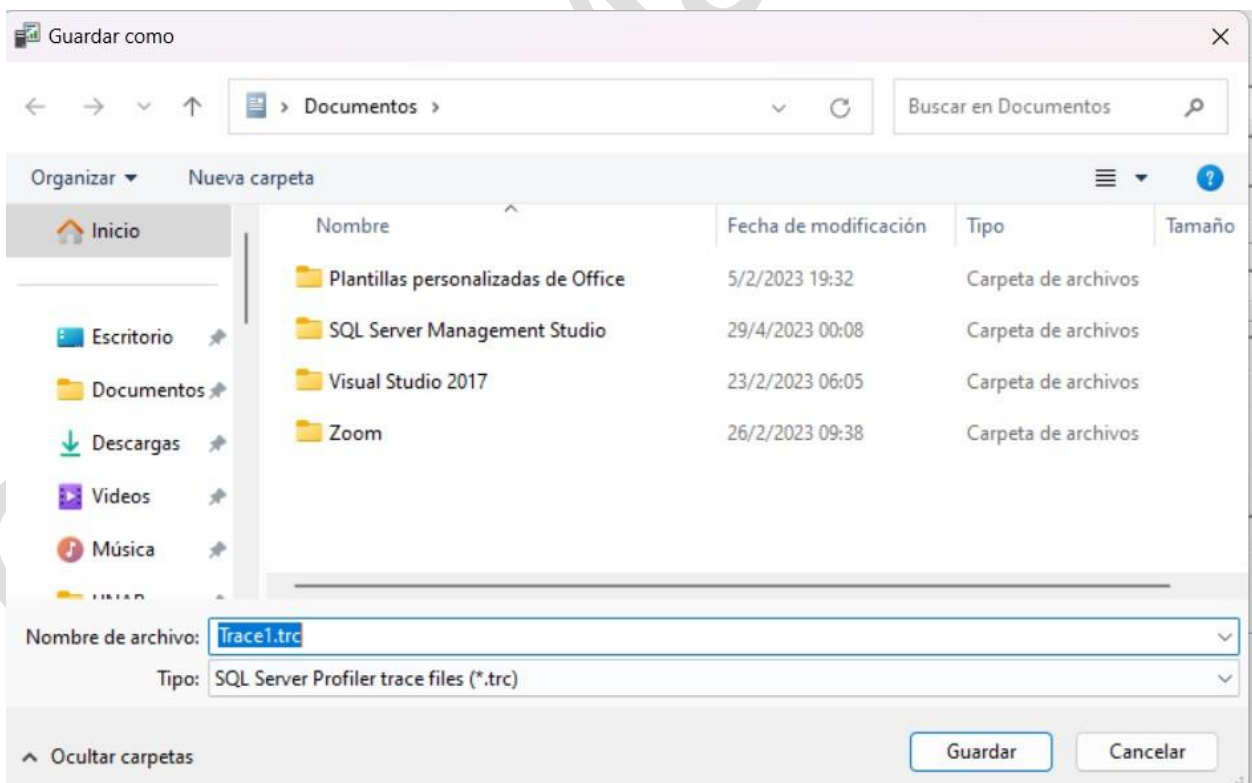 Guardar como
Documentos
Buscar en Documentos
Organizar
Nueva carpeta
Inicio
Nombre
Fecha de modificación
Tipo
Tamaño
Plantillas personalizadas de Office 5/2/2023 19:32 Carpeta de archivos
SQL Server Management Studio 29/4/2023 00:08 Carpeta de archivos
Visual Studio 2017 23/2/2023 06:05 Carpeta de archivos
Zoom 26/2/2023 09:38 Carpeta de archivos
Escritorio
Documentos
Descargas
Videos
Música
Nombre de archivo: Trace1.trc
Tipo: SQL Server Profiler trace files (*.trc)
Ocultar carpetas
Guardar
Cancelar